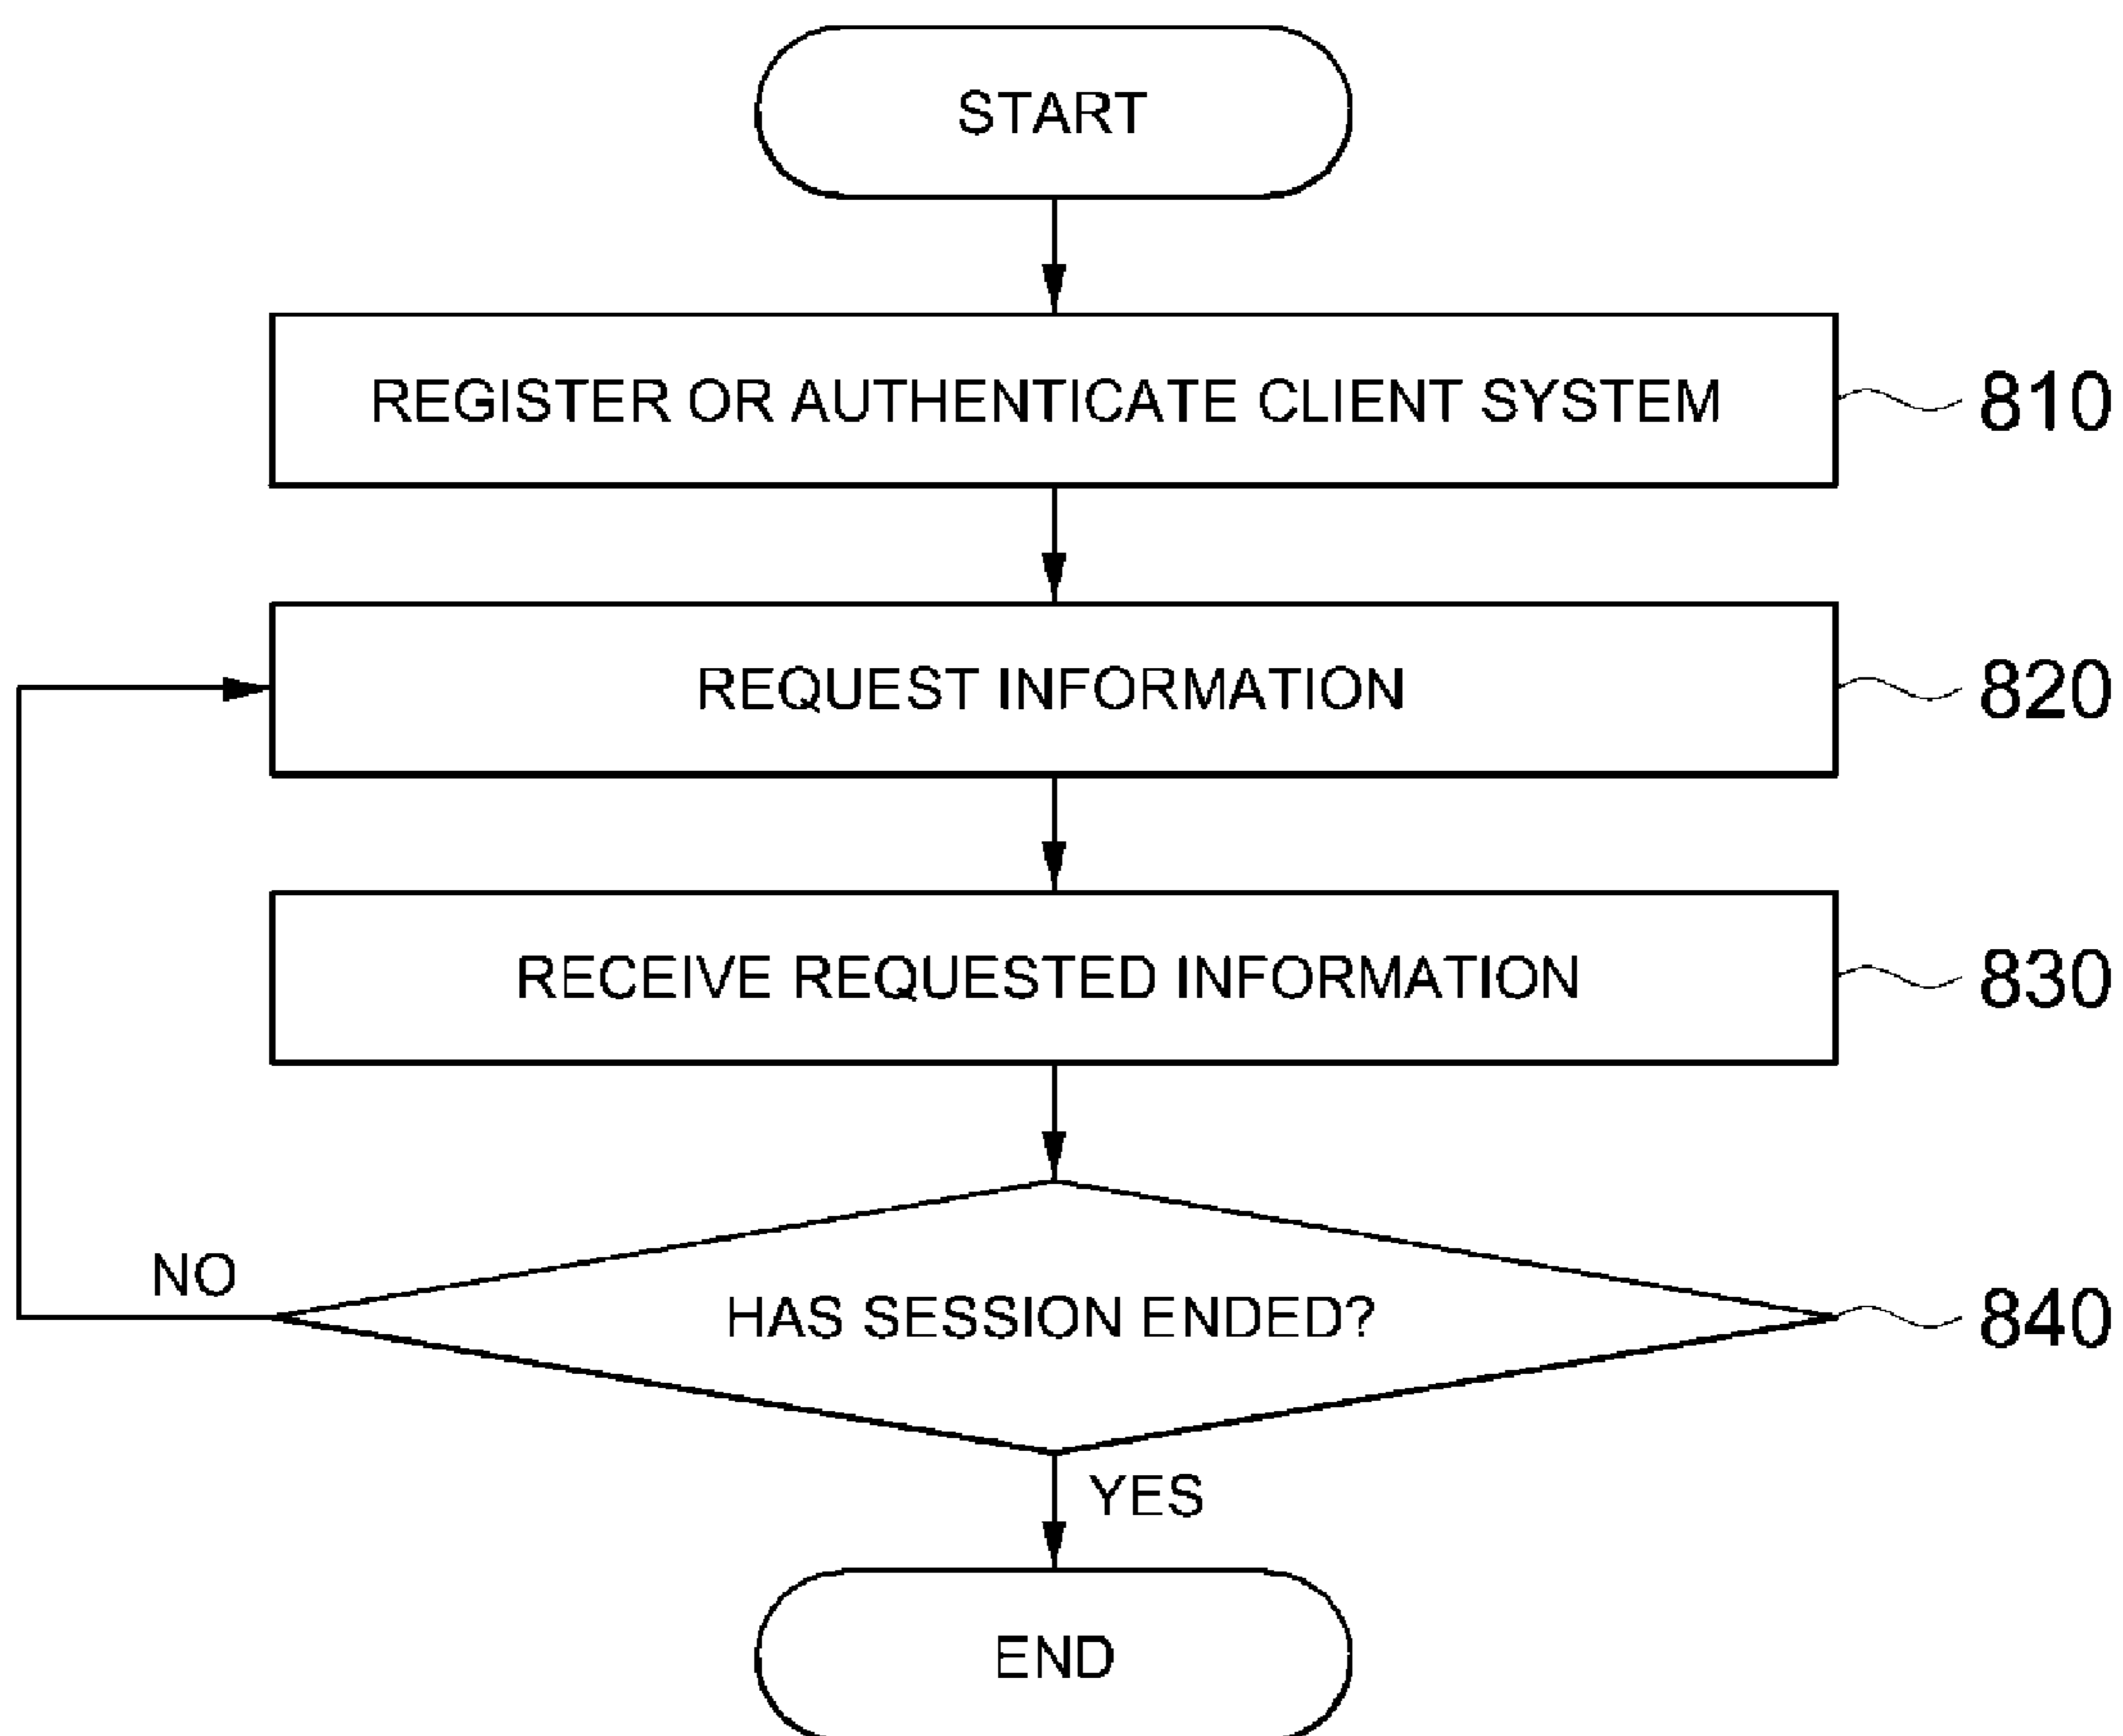 START
REGISTER OR AUTHENTICATE CLIENT SYSTEM
810
REQUEST INFORMATION
820
RECEIVE REQUESTED INFORMATION
830
NO
HAS SESSION ENDED?
840
YES
END